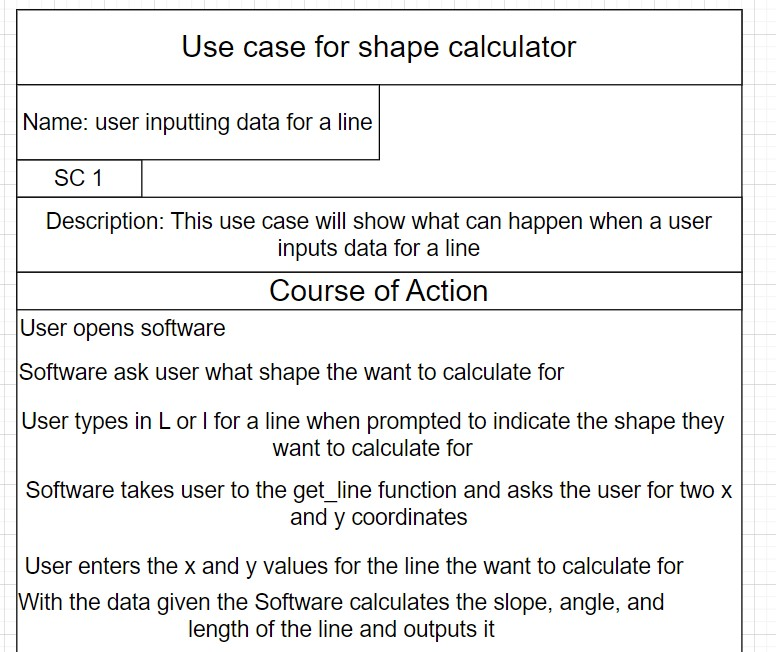 Use case for shape calculator
Name: user inputting data for a line
SC 1
Description: This use case will show what can happen when a user
inputs data for a line
Course of Action
User opens software
Software ask user what shape the want to calculate for
User types in L or l for a line when prompted to indicate the shape they
want to calculate for
Software takes user to the get_line function and asks the user for two x
and y coordinates
User enters the x and y values for the line the want to calculate for
With the data given the Software calculates the slope, angle, and
length of the line and outputs it